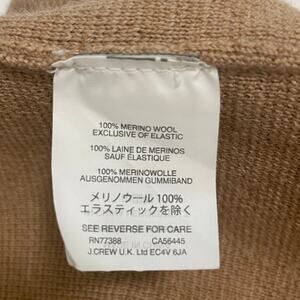 100% MERINO WOOL
EXCLUSIVE OF ELASTIC
100% LAINE DE MERINOS
SAUF ÉLASTIQUE
100% MERINOWOLLE
AUSGENOMMEN GUMMIBAND
メリノウール 100%
エラスティックを除く
SEE REVERSE FOR CARE
RN77388 CA56445
J.CREW U.K. Ltd EC4V 6JA